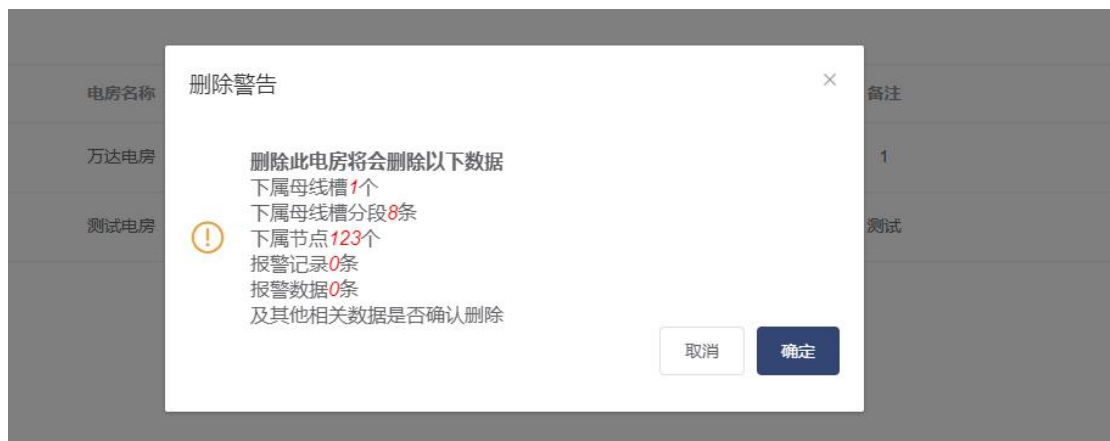 删除警告
电房名称
备注
万达电房
1
删除此电房将会删除以下数据
下属母线槽1个
下属母线槽分段8条
测试电房
测试
下属节点123个
报警记录0条
报警数据0条
及其他相关数据是否确认删除
取消
确定